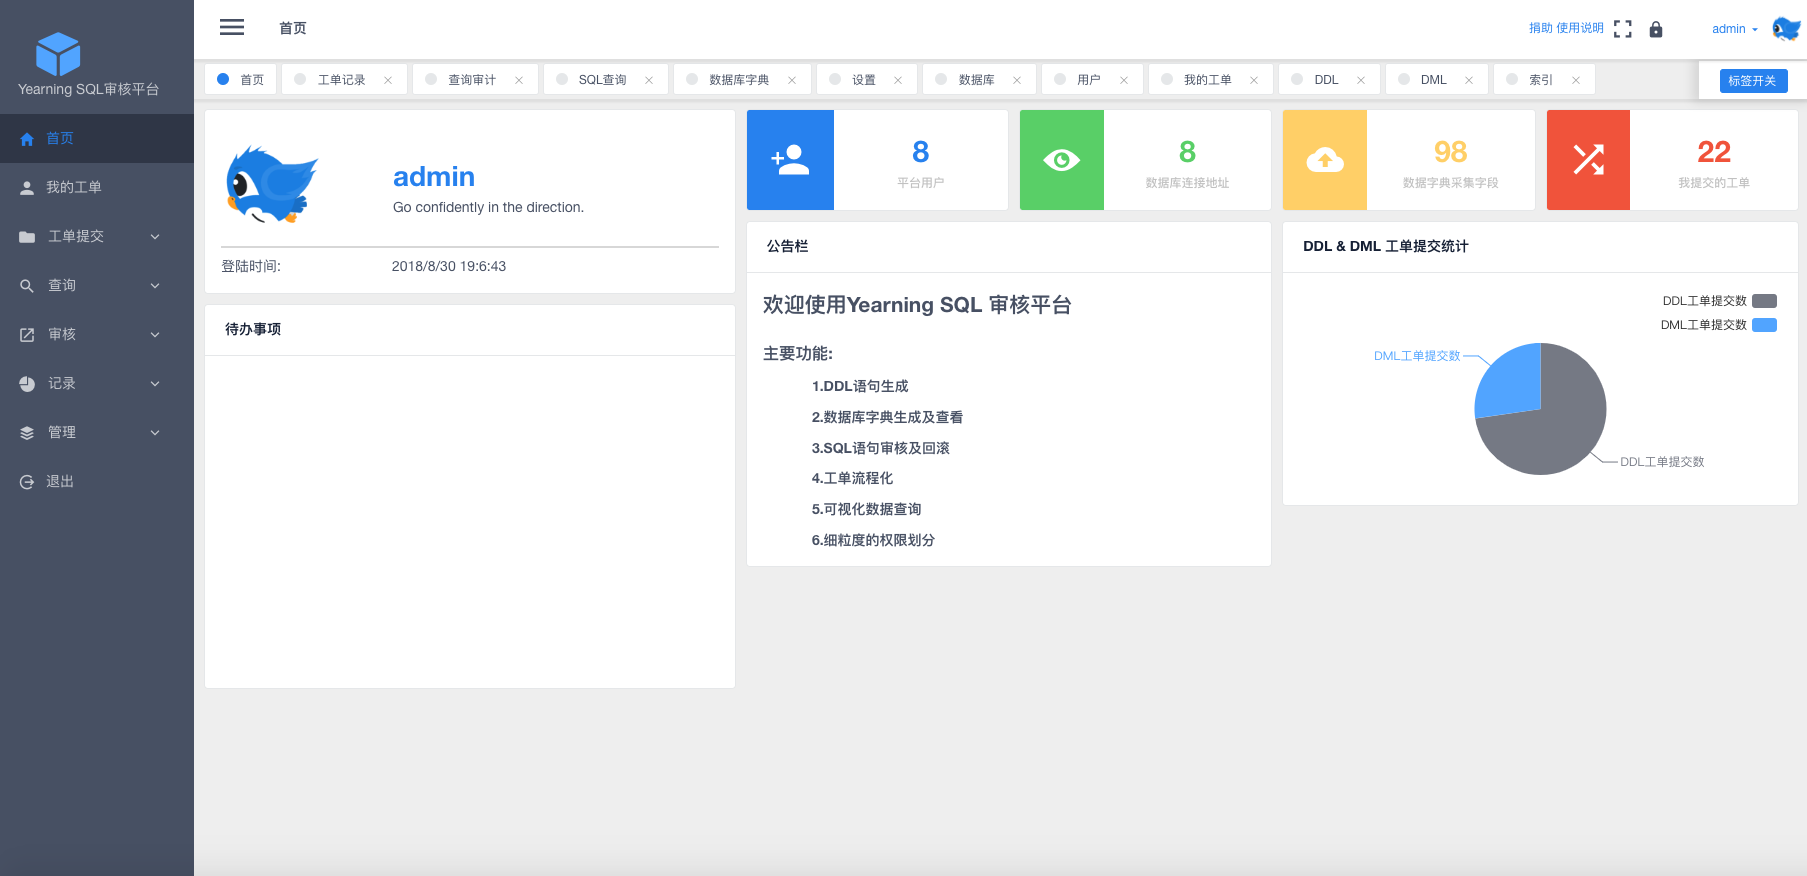 Yearning SQL审核平台
首页
我的工单
工单提交
查询
审核
记录
管理
退出
首页
捐助 使用说明
admin
首页
工单记录
查询审计
SQL查询
数据库字典
设置
数据库
用户
我的工单
DDL
DML
索引
标签开关
admin
Go confidently in the direction.
登陆时间:
2018/8/30 19:6:43
待办事项
8
平台用户
8
数据库连接地址
98
数据字典采集字段
22
我提交的工单
公告栏
欢迎使用Yearning SQL 审核平台
主要功能:
1.DDL语句生成
2.数据库字典生成及查看
3.SQL语句审核及回滚
4.工单流程化
5.可视化数据查询
6.细粒度的权限划分
DDL & DML 工单提交统计
DDL工单提交数
DML工单提交数
DML工单提交数
DDL工单提交数